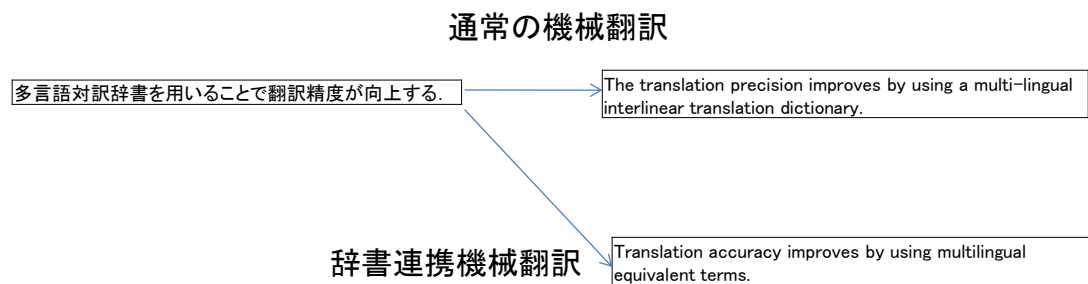 通常の機械翻訳
多言語対訳辞書を用いることで翻訳精度が向上する.
The translation precision improves by using a multi-lingual
interlinear translation dictionary.
辞書連携機械翻訳
Translation accuracy improves by using multilingual
equivalent terms.